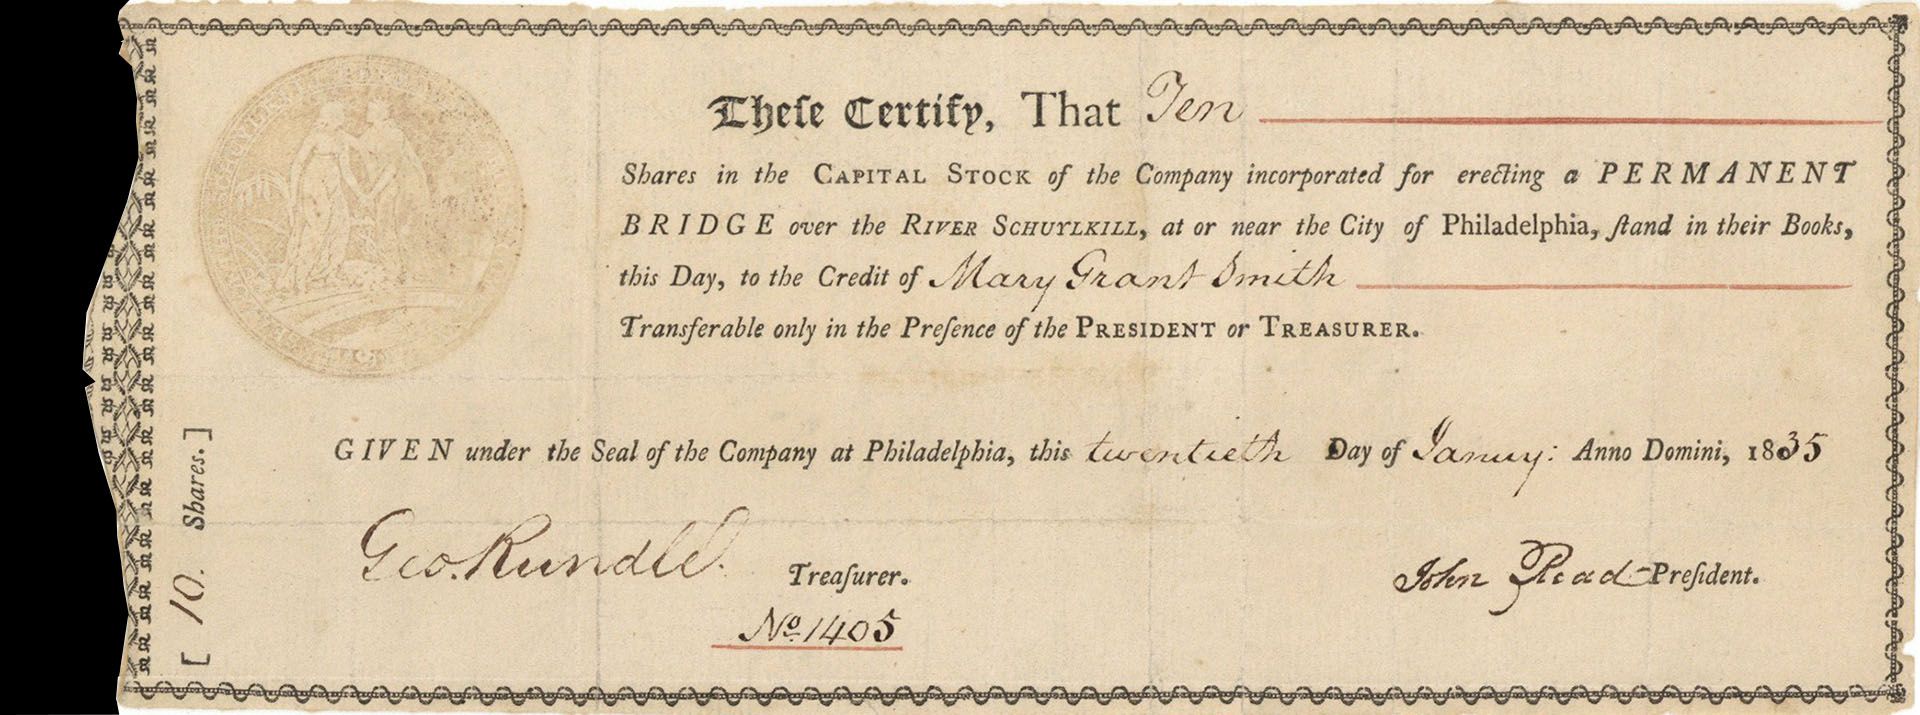 Theſe Certify, That Ten
Shares in the CAPITAL STOCK of the Company incorporated for erecting a PERMANENT
BRIDGE over the RIVER SCHUYLKILL, at or near the City of Philadelphia, ſtand in their Books,
this Day, to the Credit of Mary Grant Smith
Tranſferable only in the Preſence of the PRESIDENT or TREASURER.
GIVEN under the Seal of the Company at Philadelphia, this twentieth Day of Januy: Anno Domini, 1835
Geo. Rundle. Treaſurer.
John Read Preſident.
No. 1405
[ 10. Shares. ]